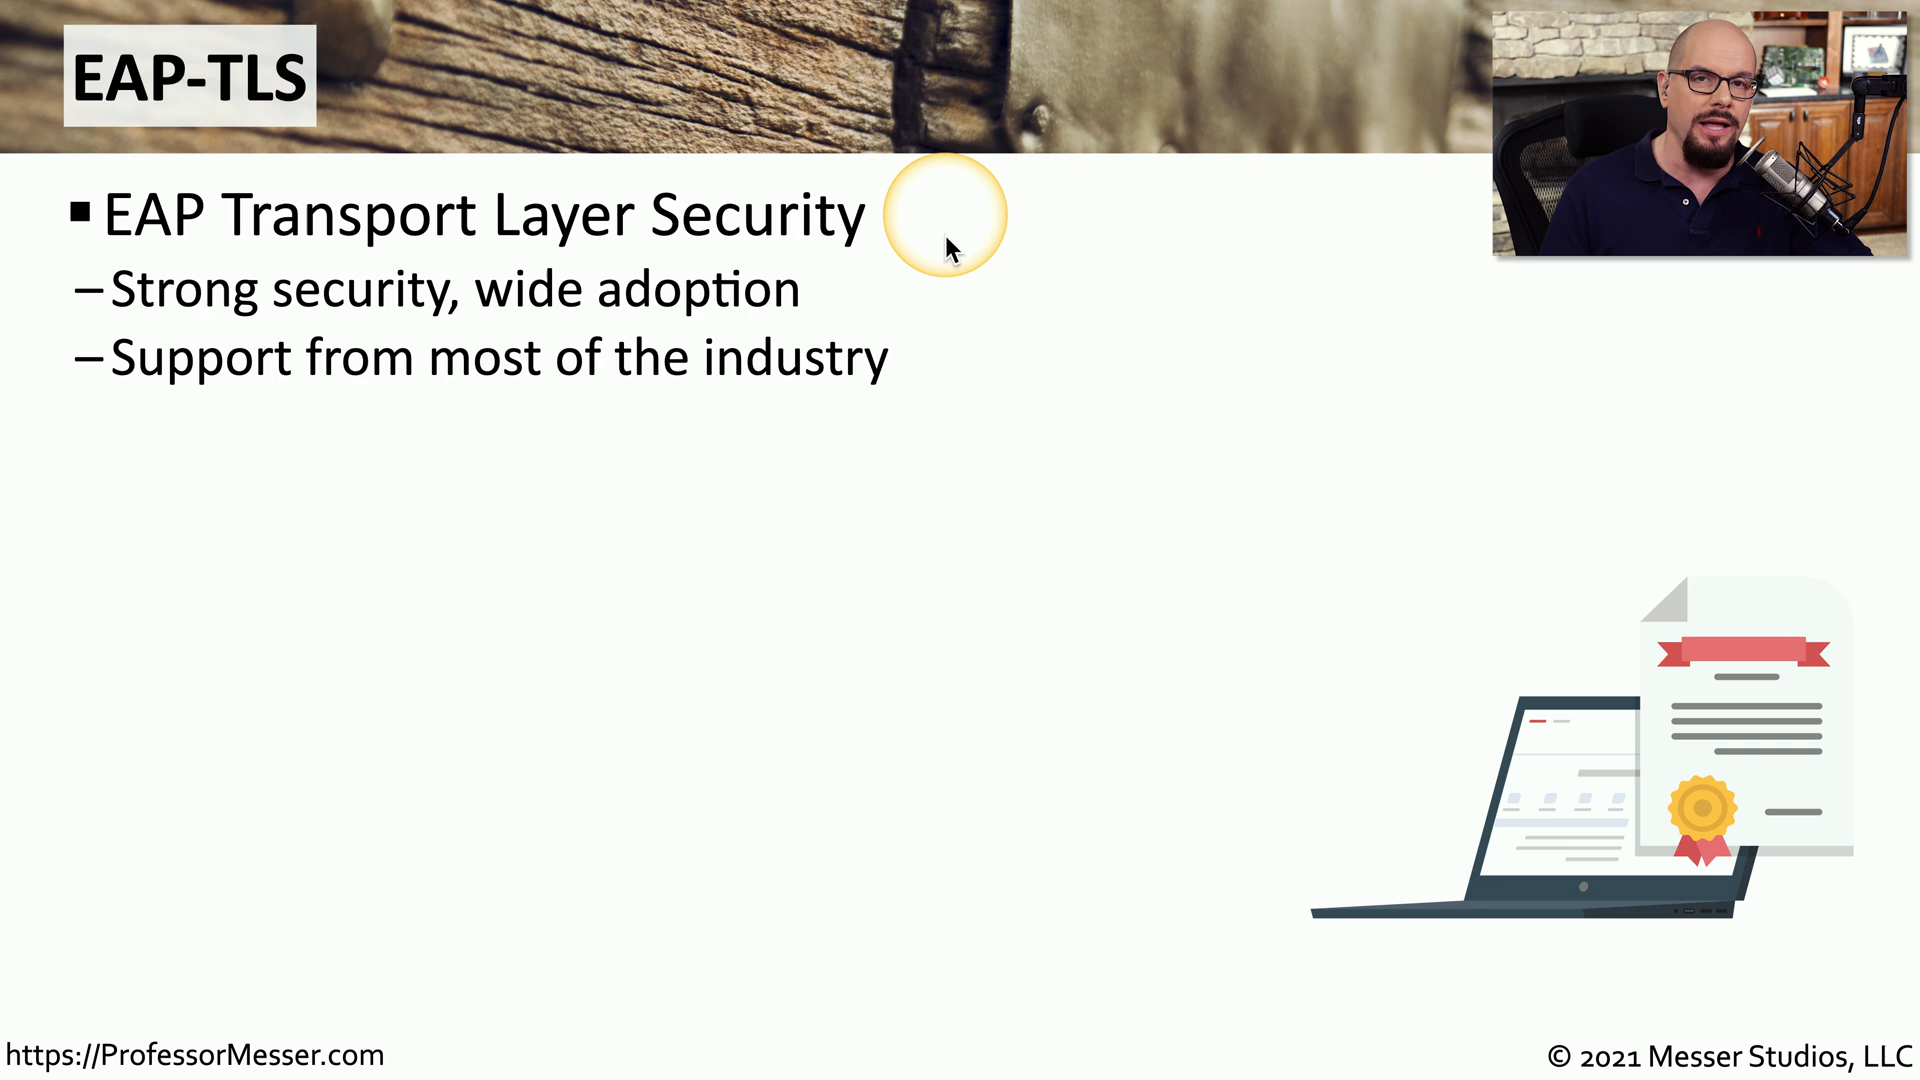 EAP-TLS
▪ EAP Transport Layer Security
– Strong security, wide adoption
– Support from most of the industry
https://ProfessorMesser.com
© 2021 Messer Studios, LLC